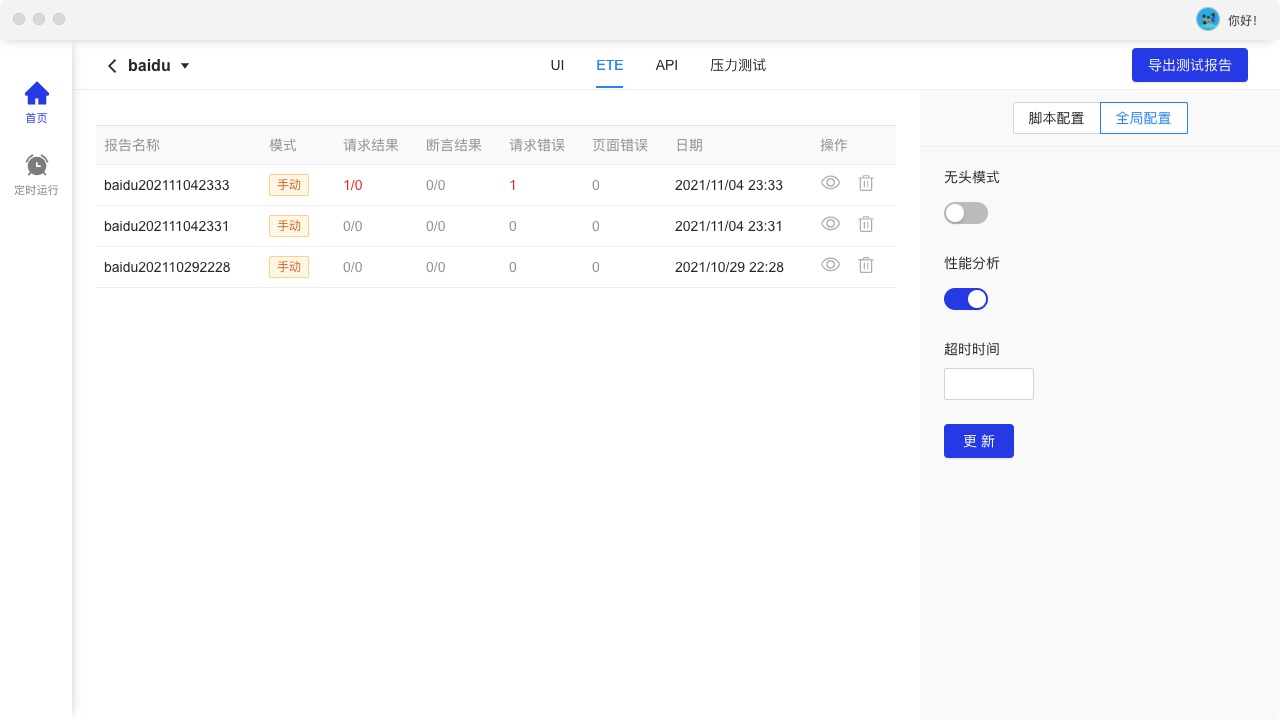 你好！
baidu UI ETE API 压力测试 导出测试报告
首页
定时运行
报告名称 模式 请求结果 断言结果 请求错误 页面错误 日期 操作
baidu202111042333 手动 1/0 0/0 1 0 2021/11/04 23:33
baidu202111042331 手动 0/0 0/0 0 0 2021/11/04 23:31
baidu202110292228 手动 0/0 0/0 0 0 2021/10/29 22:28
脚本配置 全局配置
无头模式
性能分析
超时时间
更 新